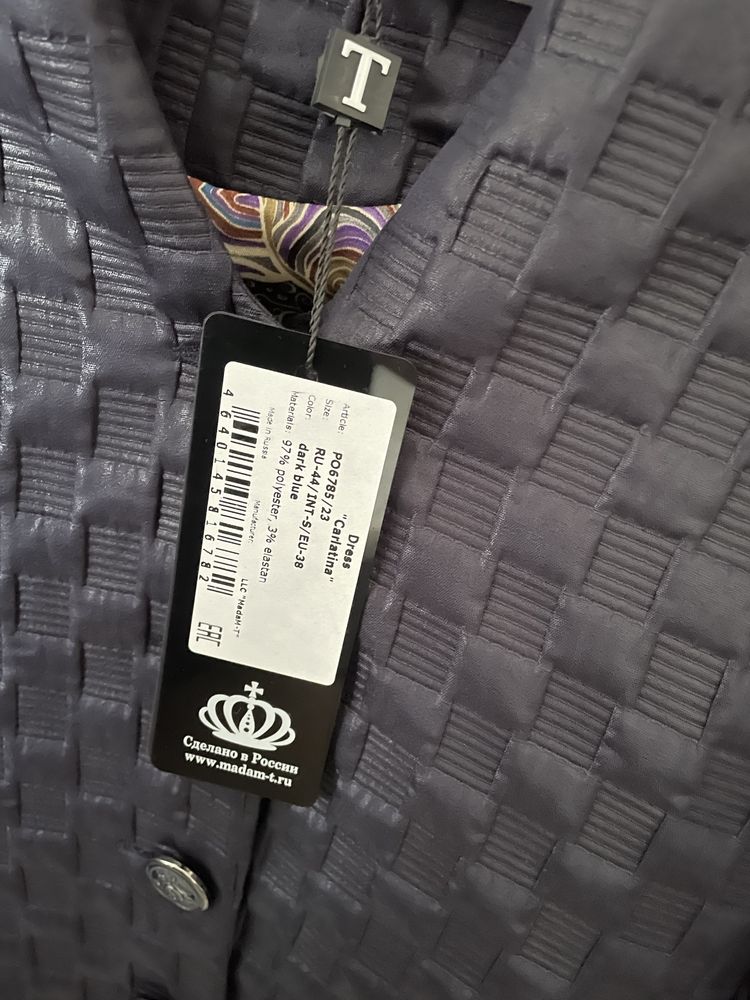 T
Dress
"Carlatina"
Article: PO6785/23
Size: RU-44/INT-S/EU-38
Color: dark blue
Materials: 97% polyester, 3% elastan
Made in Russia Manufacturer: LLC "MadaM-T"
4 640145 816782
EAC
Сделано в России
www.madam-t.ru